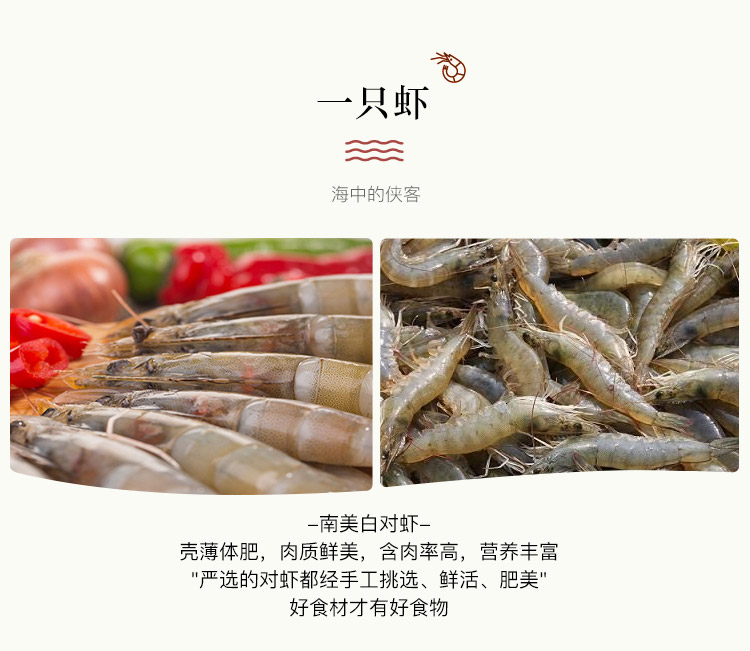 一只虾
海中的侠客
–南美白对虾–
壳薄体肥，肉质鲜美，含肉率高，营养丰富
"严选的对虾都经手工挑选、鲜活、肥美"
好食材才有好食物